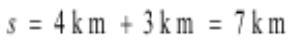 s = 4 km + 3 km = 7 km